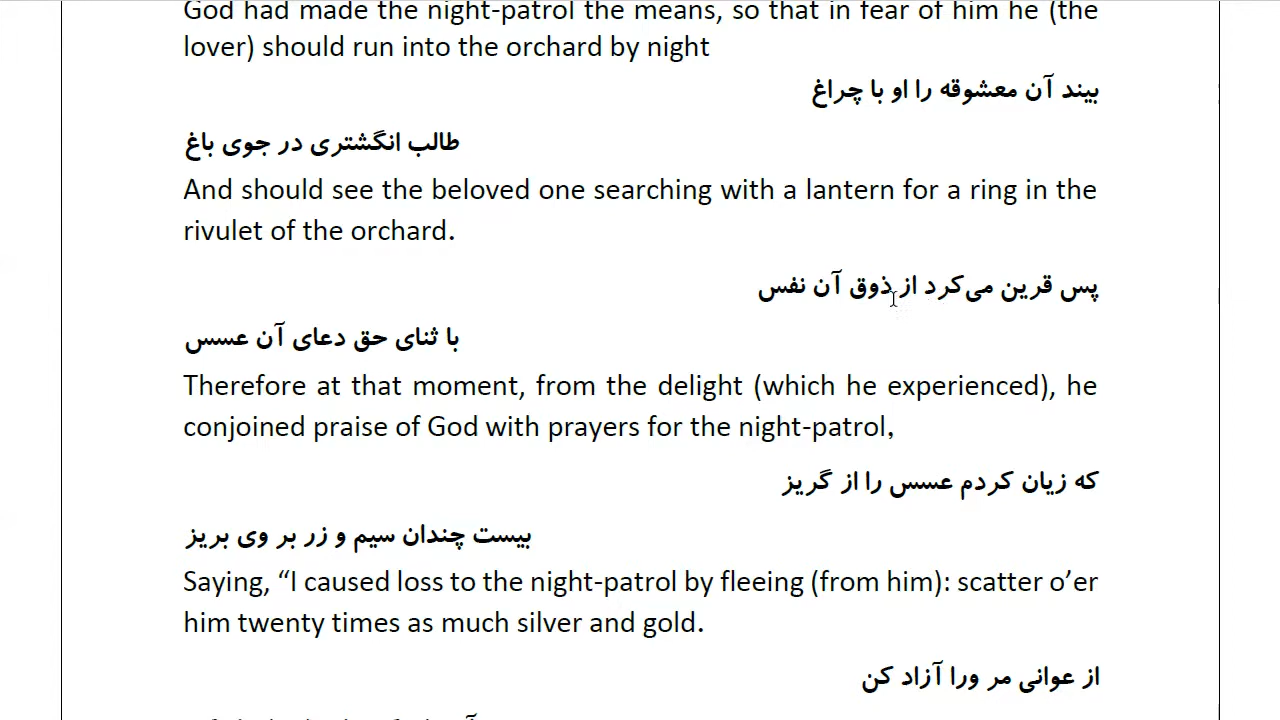 God had made the night-patrol the means, so that in fear of him he (the
lover) should run into the orchard by night
بیند آن معشوقه را او با چراغ
طالب انگشتری در جوی باغ
And should see the beloved one searching with a lantern for a ring in the
rivulet of the orchard.
پس قرین می‌کرد از ذوق آن نفس
با ثنای حق دعای آن عسس
Therefore at that moment, from the delight (which he experienced), he
conjoined praise of God with prayers for the night-patrol,
که زیان کردم عسس را از گریز
بیست چندان سیم و زر بر وی بریز
Saying, “I caused loss to the night-patrol by fleeing (from him): scatter o’er
him twenty times as much silver and gold.
از عوانی مر ورا آزاد کن